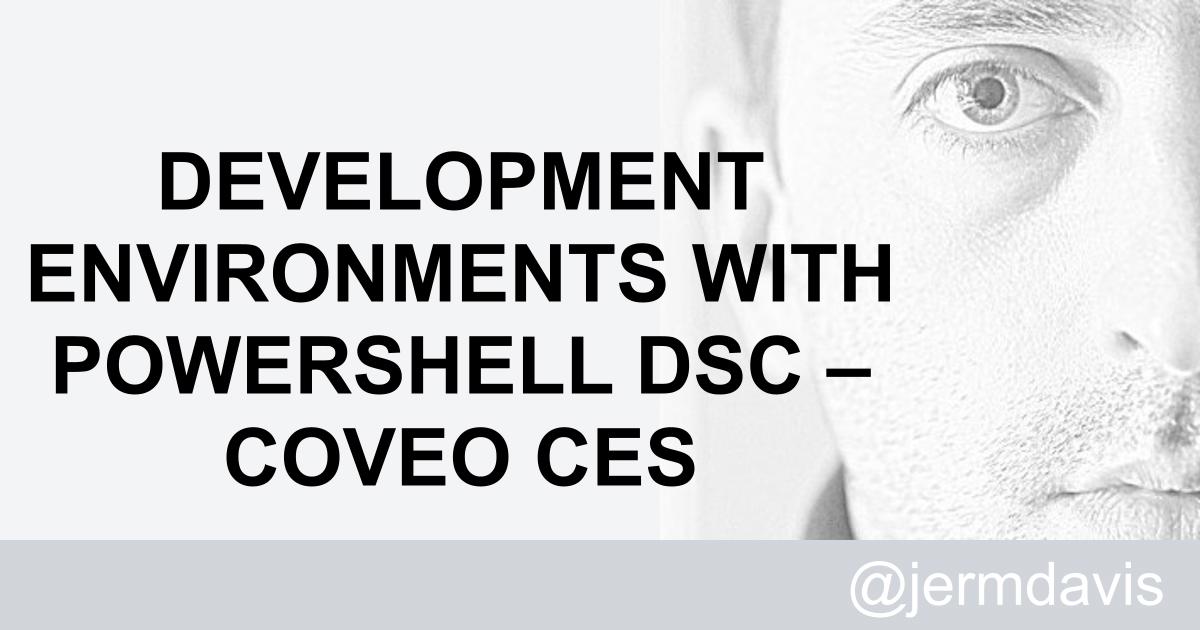 DEVELOPMENT
ENVIRONMENTS WITH
POWERSHELL DSC –
COVEO CES
@jermdavis